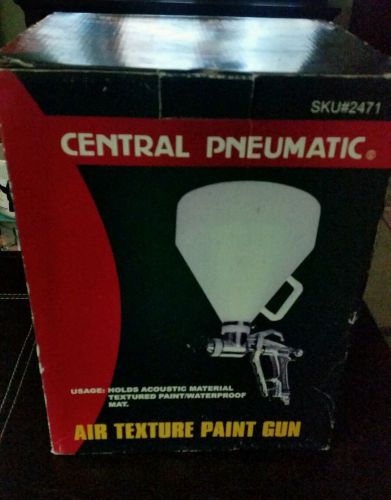 SKU#2471
CENTRAL PNEUMATIC®
USAGE: HOLDS ACOUSTIC MATERIAL
TEXTURED PAINT/WATERPROOF
MAT.
AIR TEXTURE PAINT GUN